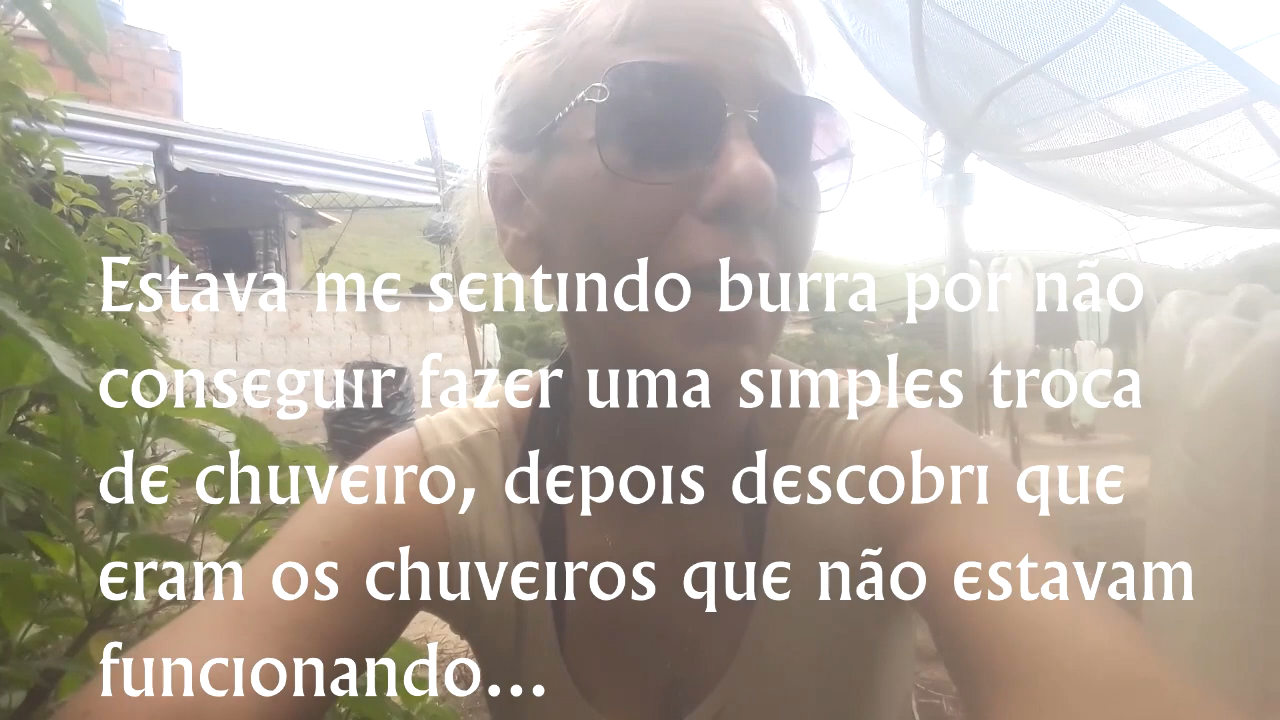 Estava me sentindo burra por não
conseguir fazer uma simples troca
de chuveiro, depois descobri que
eram os chuveiros que não estavam
funcionando...